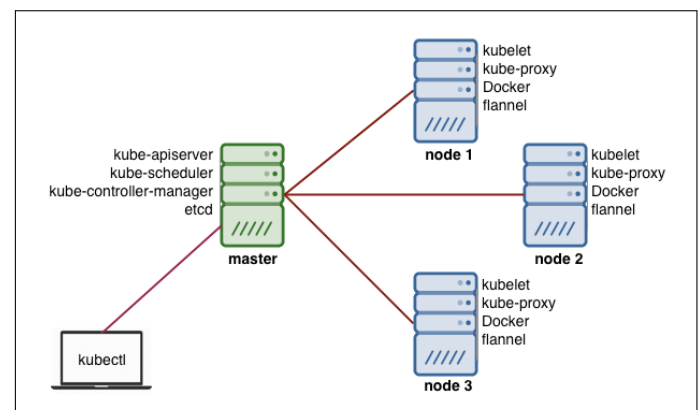 kubelet
kube-proxy
Docker
flannel
node 1
kube-apiserver
kube-scheduler
kube-controller-manager
etcd
master
kubelet
kube-proxy
Docker
flannel
node 2
kubelet
kube-proxy
Docker
flannel
node 3
kubectl